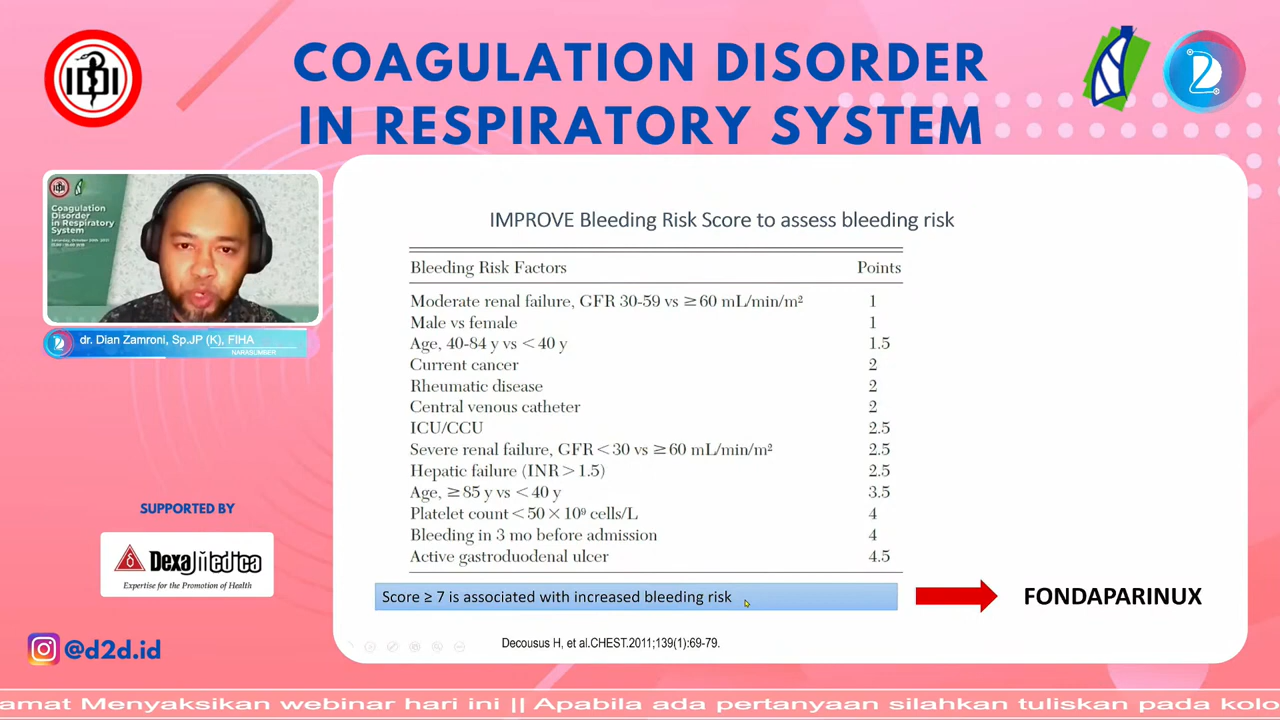 IDI
COAGULATION DISORDER
IN RESPIRATORY SYSTEM
Coagulation
Disorder
in Respiratory
System
dr. Dian Zamroni, Sp.JP (K), FIHA
NARASUMBER
IMPROVE Bleeding Risk Score to assess bleeding risk
Bleeding Risk Factors Points
Moderate renal failure, GFR 30-59 vs ≥60 mL/min/m² 1
Male vs female 1
Age, 40-84 y vs <40 y 1.5
Current cancer 2
Rheumatic disease 2
Central venous catheter 2
ICU/CCU 2.5
Severe renal failure, GFR<30 vs ≥60 mL/min/m² 2.5
Hepatic failure (INR>1.5) 2.5
Age, ≥85 y vs <40 y 3.5
Platelet count<50×10⁹ cells/L 4
Bleeding in 3 mo before admission 4
Active gastroduodenal ulcer 4.5
Score ≥ 7 is associated with increased bleeding risk
FONDAPARINUX
Decousus H, et al.CHEST.2011;139(1):69-79.
SUPPORTED BY
Dexa Medica
Expertise for the Promotion of Health
@d2d.id
amat Menyaksikan webinar hari ini || Apabila ada pertanyaan silahkan tuliskan pada kolo